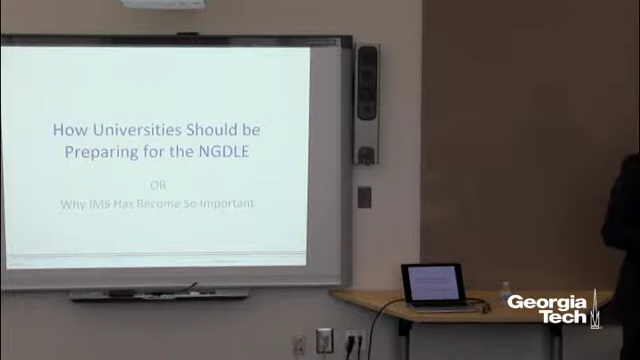 How Universities Should be
Preparing for the NGDLE
OR
Why IMS Has Become So Important
Georgia
Tech